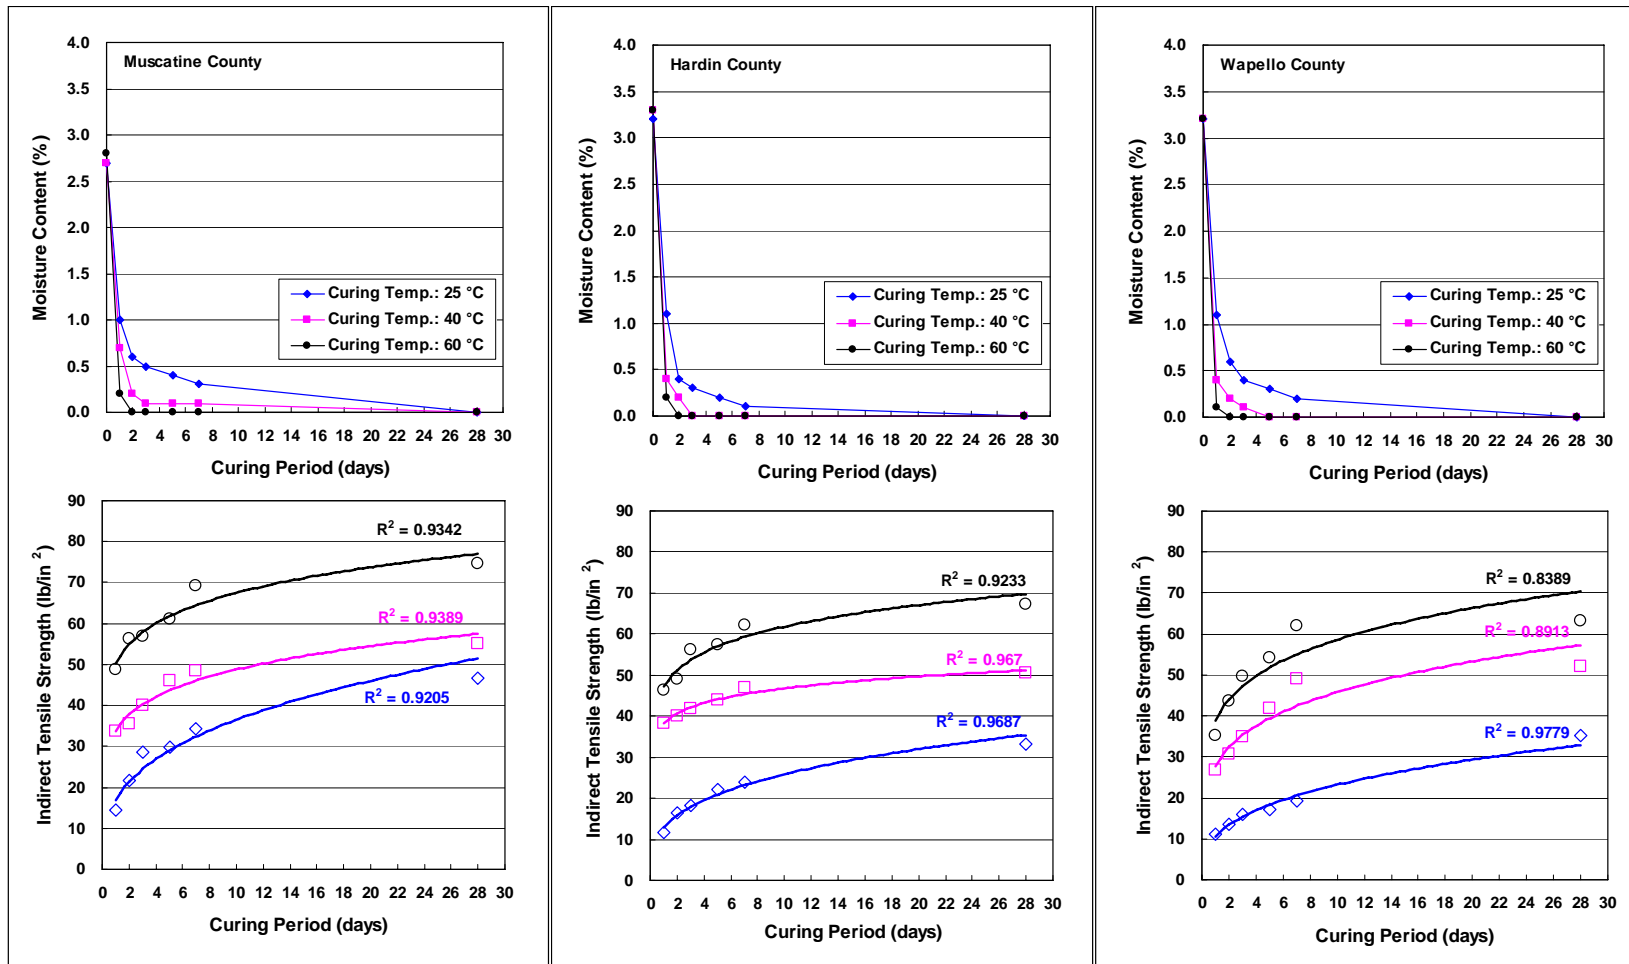 Muscatine County
4.0
3.5
3.0
2.5
2.0
1.5
1.0
0.5
0.0
Moisture Content (%)
Curing Temp.: 25 °C
Curing Temp.: 40 °C
Curing Temp.: 60 °C
0 2 4 6 8 10 12 14 16 18 20 22 24 26 28 30
Curing Period (days)
Hardin County
4.0
3.5
3.0
2.5
2.0
1.5
1.0
0.5
0.0
Moisture Content (%)
Curing Temp.: 25 °C
Curing Temp.: 40 °C
Curing Temp.: 60 °C
0 2 4 6 8 10 12 14 16 18 20 22 24 26 28 30
Curing Period (days)
Wapello County
4.0
3.5
3.0
2.5
2.0
1.5
1.0
0.5
0.0
Moisture Content (%)
Curing Temp.: 25 °C
Curing Temp.: 40 °C
Curing Temp.: 60 °C
0 2 4 6 8 10 12 14 16 18 20 22 24 26 28 30
Curing Period (days)
90
80
70
60
50
40
30
20
10
0
Indirect Tensile Strength (lb/in ²)
R² = 0.9342
R² = 0.9389
R² = 0.9205
0 2 4 6 8 10 12 14 16 18 20 22 24 26 28 30
Curing Period (days)
90
80
70
60
50
40
30
20
10
0
Indirect Tensile Strength (lb/in ²)
R² = 0.9233
R² = 0.967
R² = 0.9687
0 2 4 6 8 10 12 14 16 18 20 22 24 26 28 30
Curing Period (days)
90
80
70
60
50
40
30
20
10
0
Indirect Tensile Strength (lb/in ²)
R² = 0.8389
R² = 0.8913
R² = 0.9779
0 2 4 6 8 10 12 14 16 18 20 22 24 26 28 30
Curing Period (days)